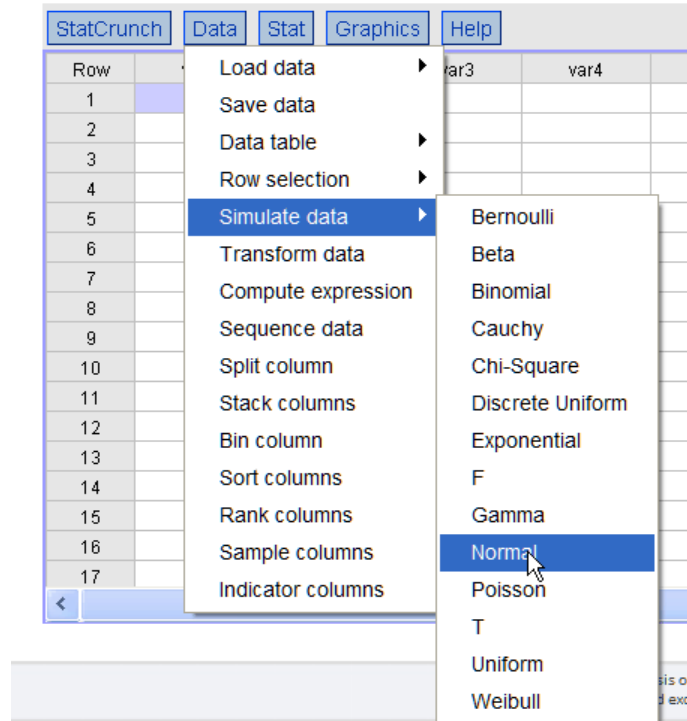 StatCrunch Data Stat Graphics Help
Row var3 var4
1
2
3
4
5
6
7
8
9
10
11
12
13
14
15
16
17
Load data
Save data
Data table
Row selection
Simulate data
Transform data
Compute expression
Sequence data
Split column
Stack columns
Bin column
Sort columns
Rank columns
Sample columns
Indicator columns
Bernoulli
Beta
Binomial
Cauchy
Chi-Square
Discrete Uniform
Exponential
F
Gamma
Normal
Poisson
T
Uniform
Weibull